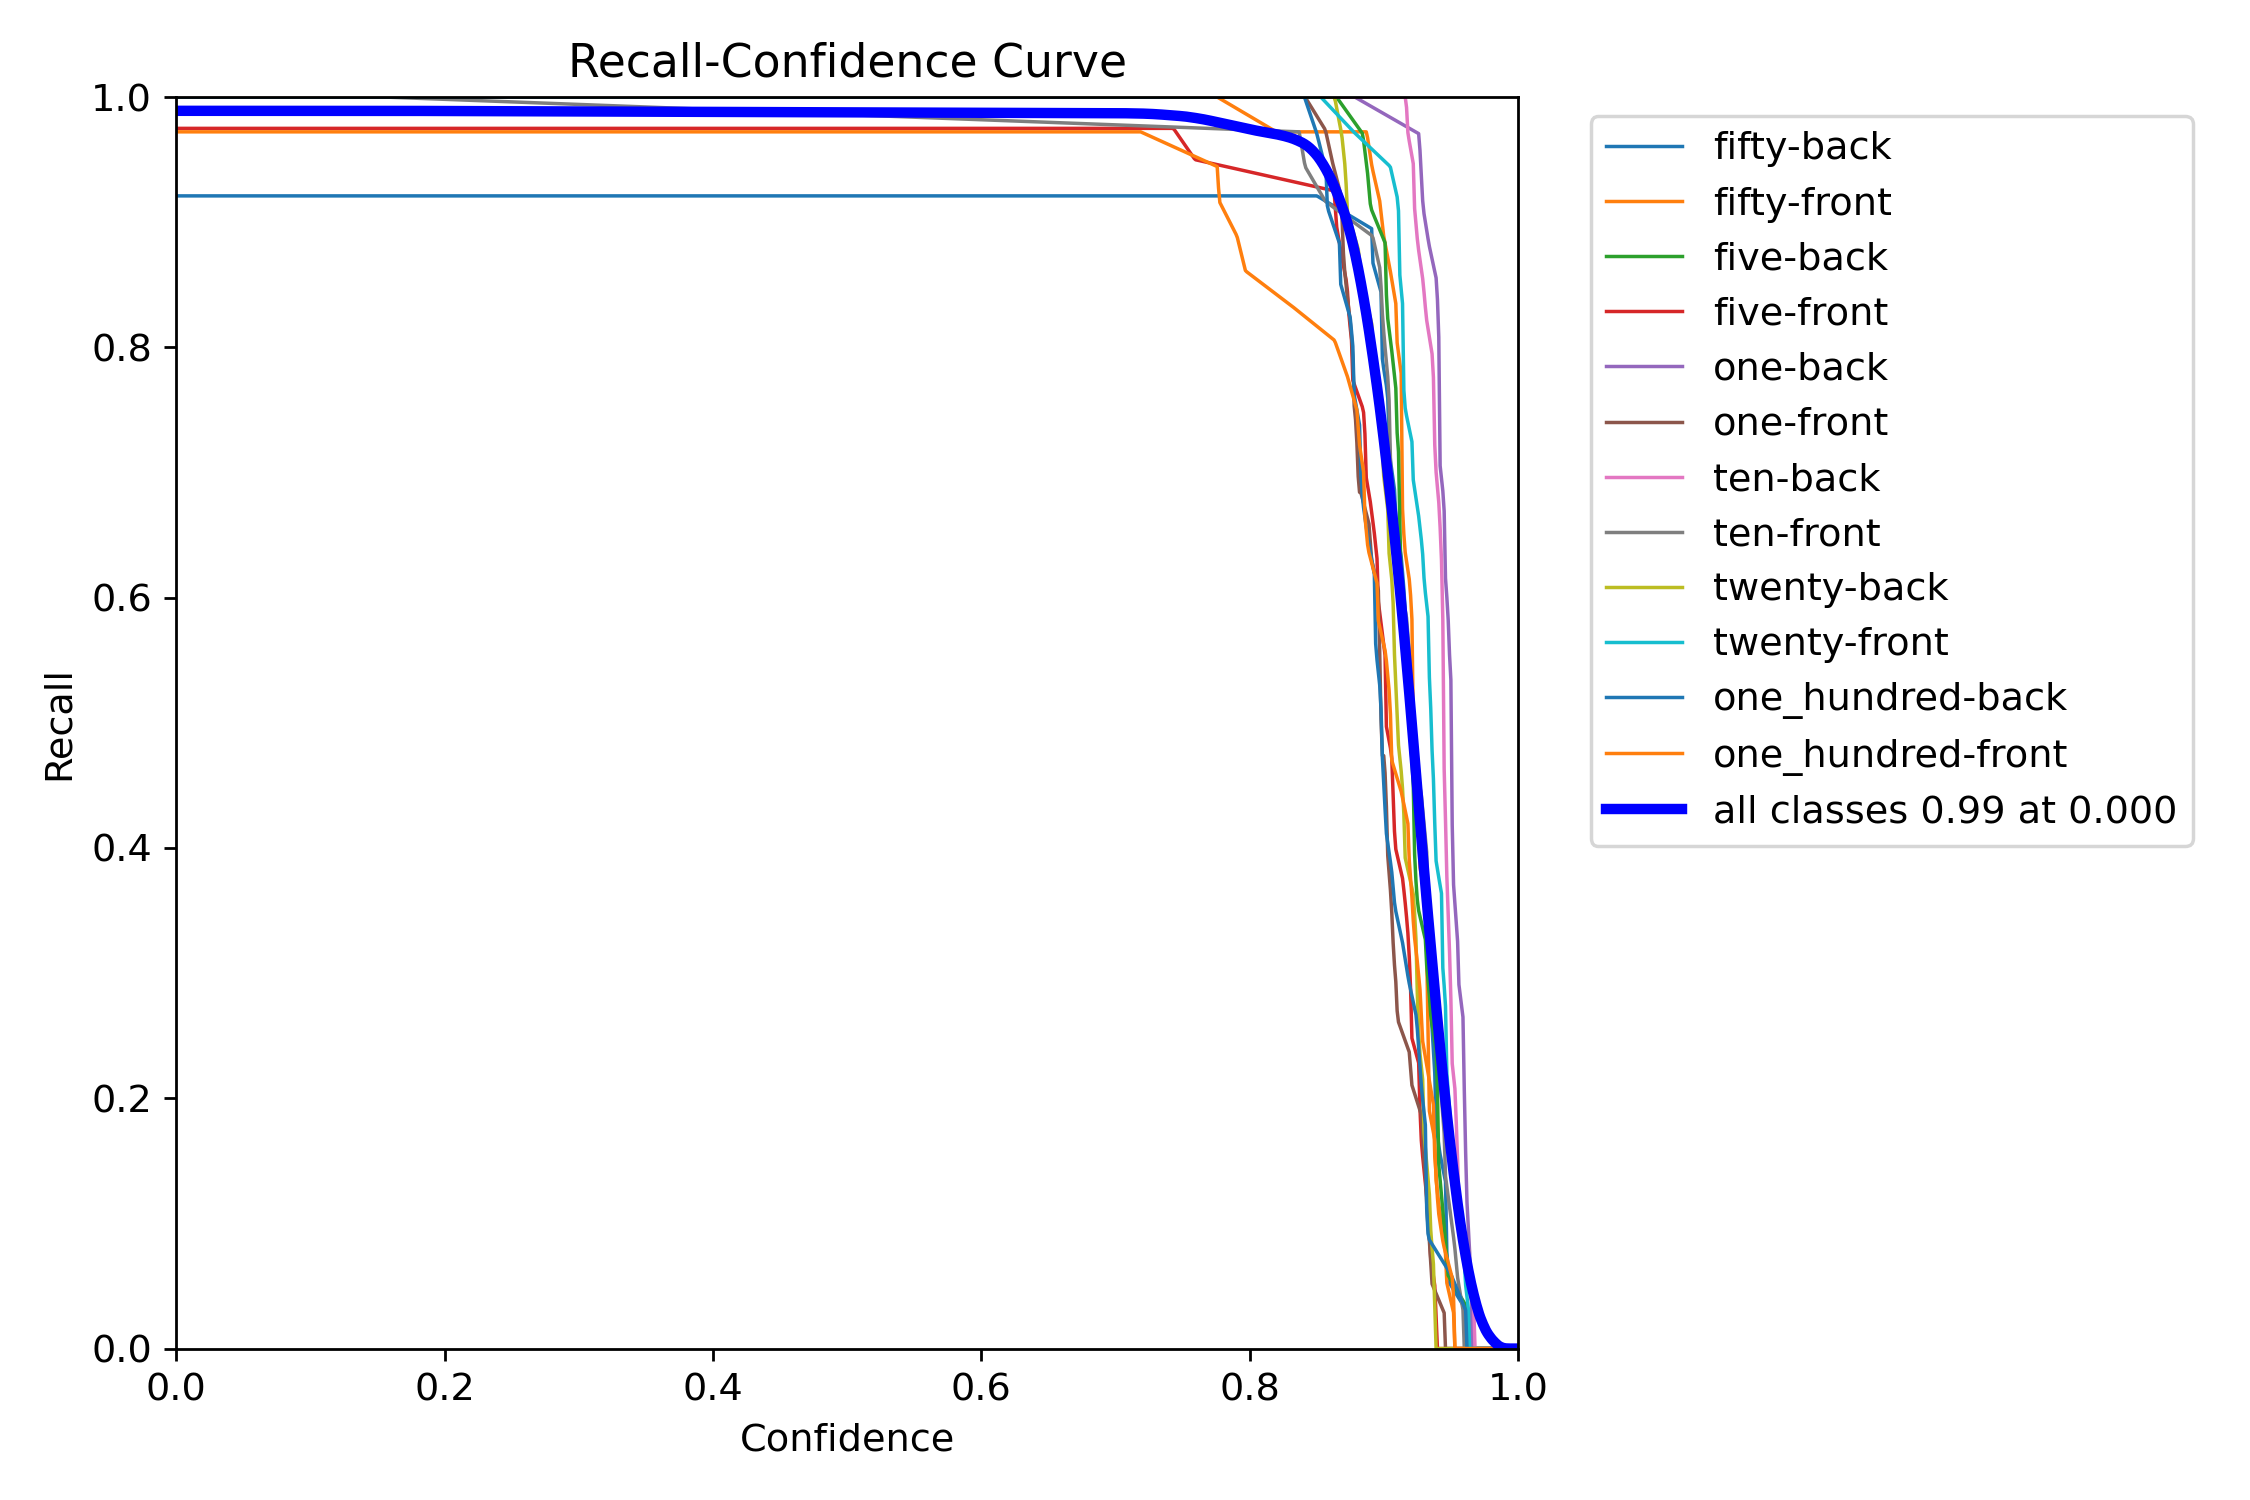 Recall-Confidence Curve
1.0
0.8
0.6
0.4
0.2
0.0
Recall
0.0 0.2 0.4 0.6 0.8 1.0
Confidence
fifty-back
fifty-front
five-back
five-front
one-back
one-front
ten-back
ten-front
twenty-back
twenty-front
one_hundred-back
one_hundred-front
all classes 0.99 at 0.000